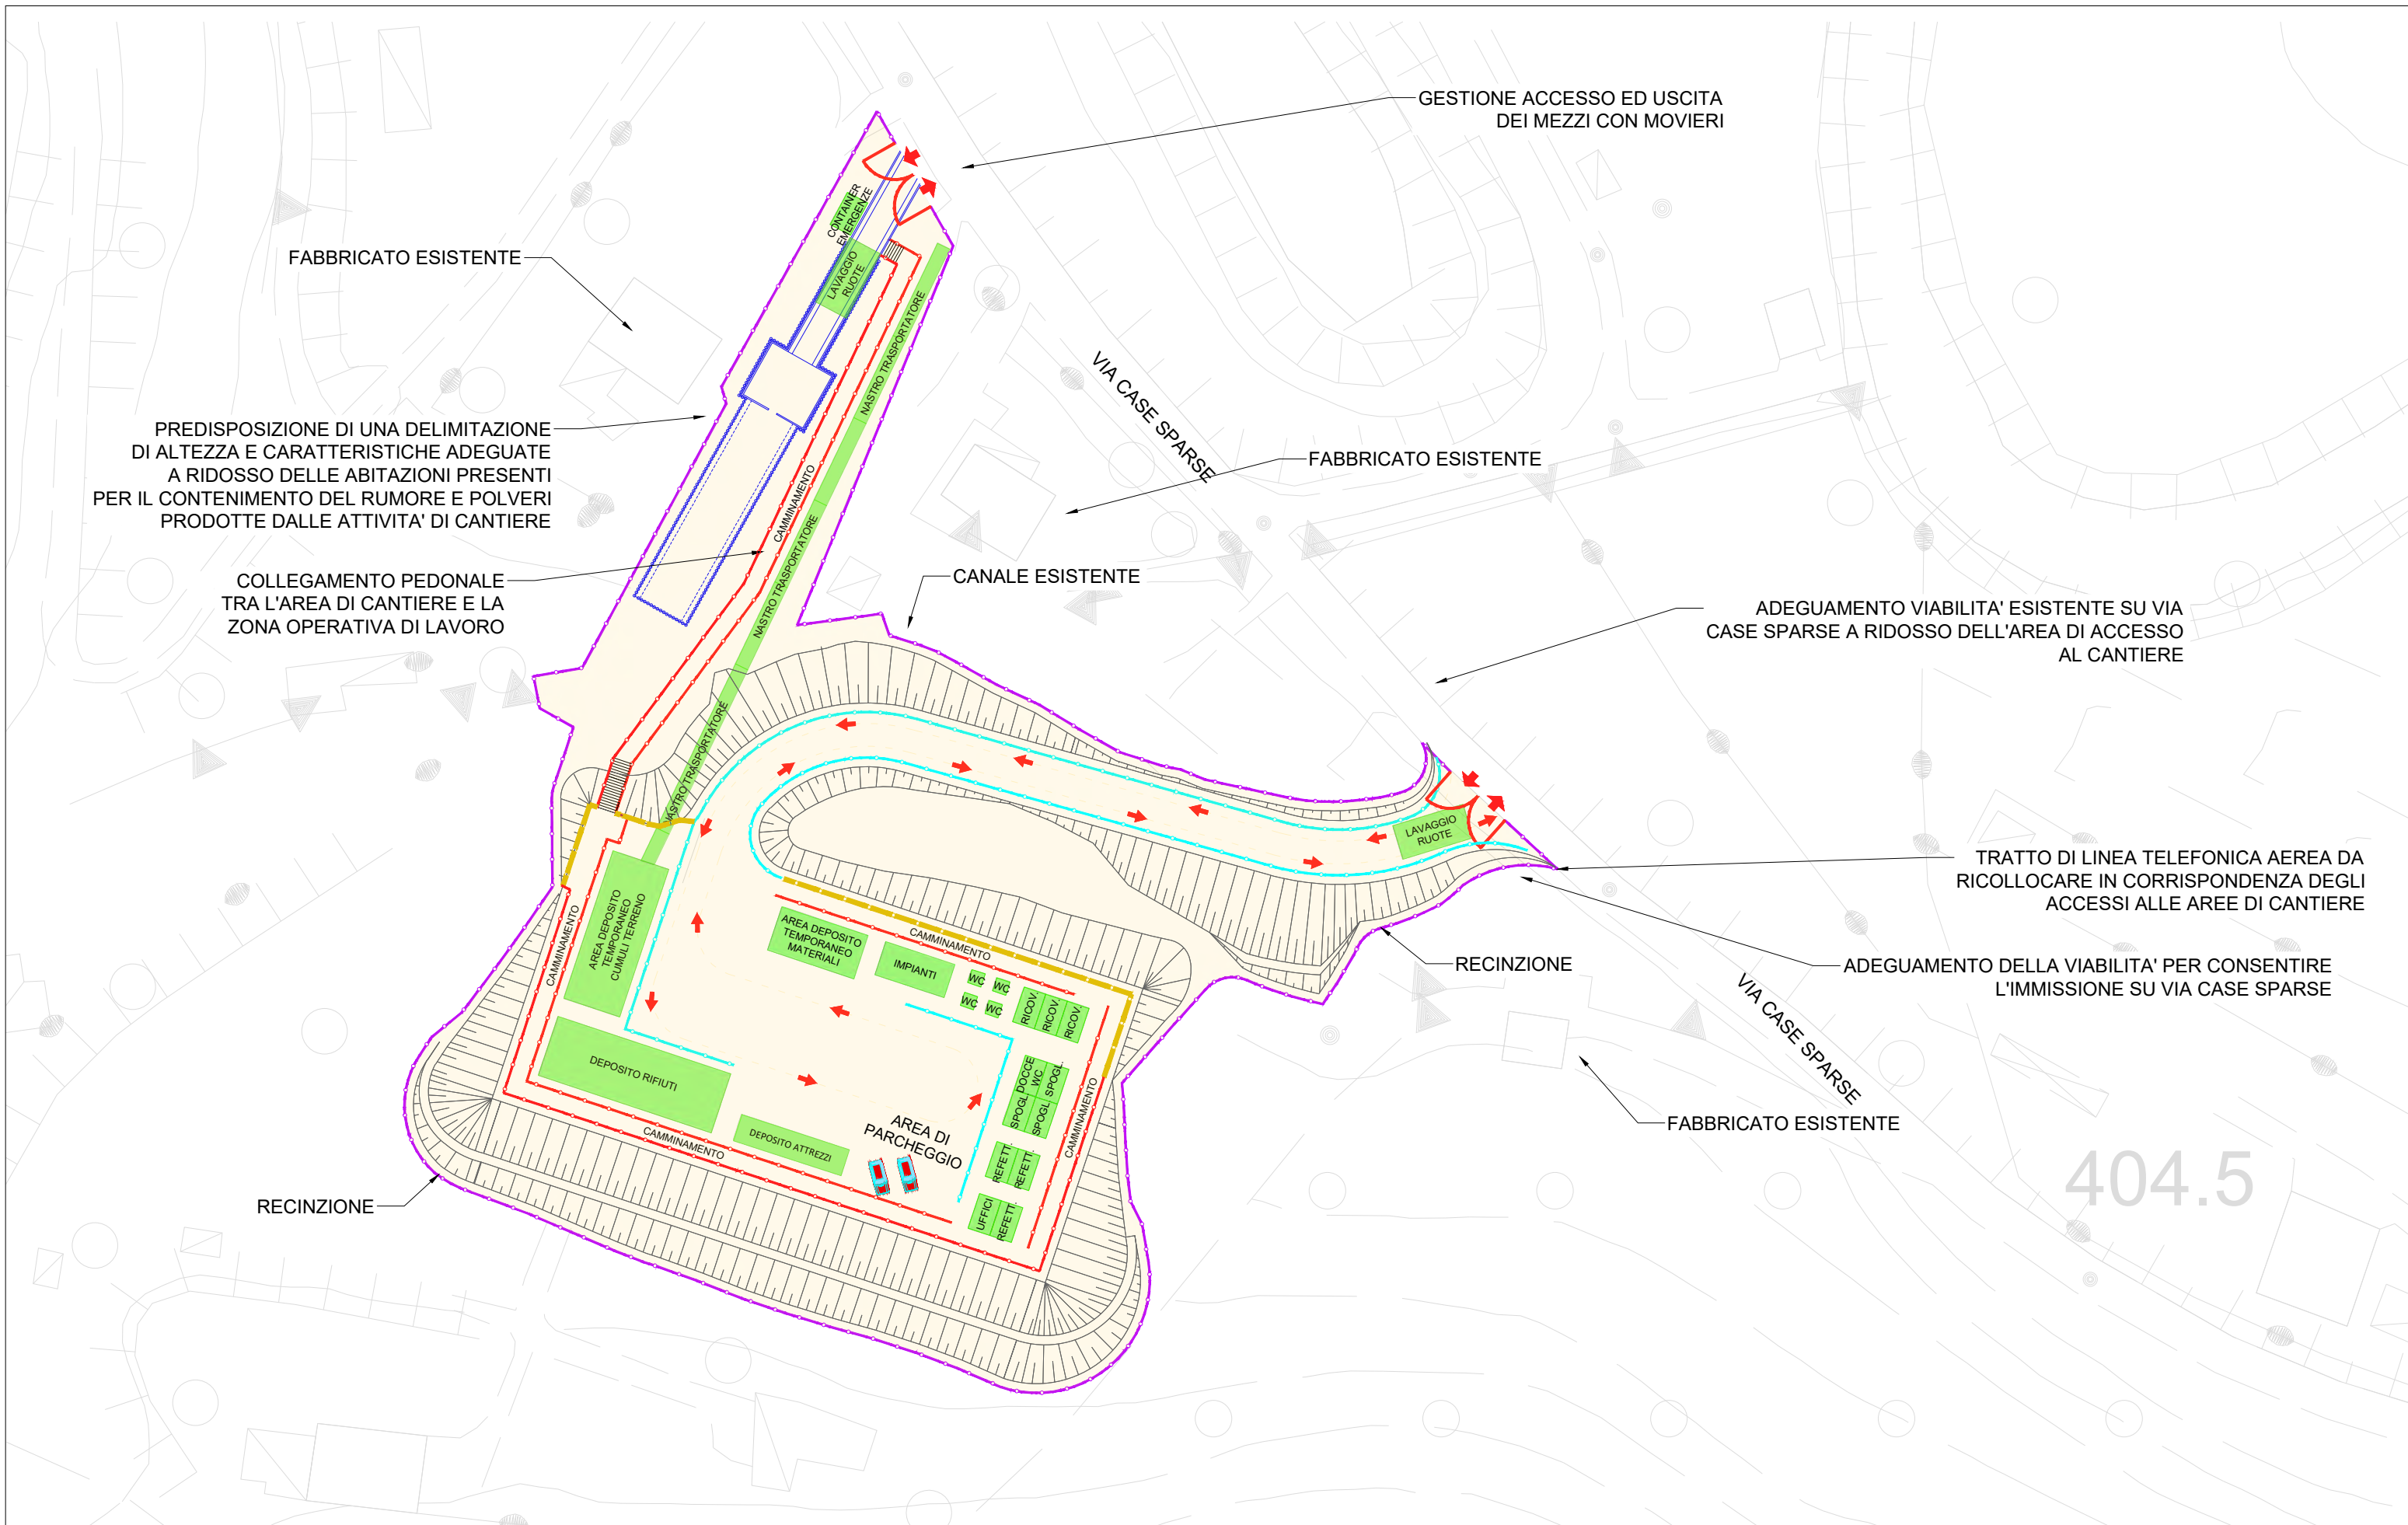 GESTIONE ACCESSO ED USCITA
DEI MEZZI CON MOVIERI
CONTAINER
EMERGENZE
LAVAGGIO
RUOTE
FABBRICATO ESISTENTE
NASTRO TRASPORTATORE
NASTRO TRASPORTATORE
NASTRO TRASPORTATORE
CAMMINAMENTO
VIA CASE SPARSE
PREDISPOSIZIONE DI UNA DELIMITAZIONE
DI ALTEZZA E CARATTERISTICHE ADEGUATE
A RIDOSSO DELLE ABITAZIONI PRESENTI
PER IL CONTENIMENTO DEL RUMORE E POLVERI
PRODOTTE DALLE ATTIVITA' DI CANTIERE
FABBRICATO ESISTENTE
COLLEGAMENTO PEDONALE
TRA L'AREA DI CANTIERE E LA
ZONA OPERATIVA DI LAVORO
CANALE ESISTENTE
ADEGUAMENTO VIABILITA' ESISTENTE SU VIA
CASE SPARSE A RIDOSSO DELL'AREA DI ACCESSO
AL CANTIERE
LAVAGGIO
RUOTE
TRATTO DI LINEA TELEFONICA AEREA DA
RICOLLOCARE IN CORRISPONDENZA DEGLI
ACCESSI ALLE AREE DI CANTIERE
RECINZIONE
ADEGUAMENTO DELLA VIABILITA' PER CONSENTIRE
L'IMMISSIONE SU VIA CASE SPARSE
VIA CASE SPARSE
FABBRICATO ESISTENTE
404.5
NASTRO TRASPORTATORE
AREA DEPOSITO
TEMPORANEO
CUMULI TERRENO
CAMMINAMENTO
AREA DEPOSITO
TEMPORANEO
MATERIALI
CAMMINAMENTO
IMPIANTI
WC
WC
WC
WC
RICOV.
RICOV.
RICOV.
DOCCE
WC
SPOGL.
SPOGL.
SPOGL.
CAMMINAMENTO
REFETT.
REFETT.
UFFICI
REFETT.
DEPOSITO RIFIUTI
DEPOSITO ATTREZZI
CAMMINAMENTO
AREA DI
PARCHEGGIO
RECINZIONE